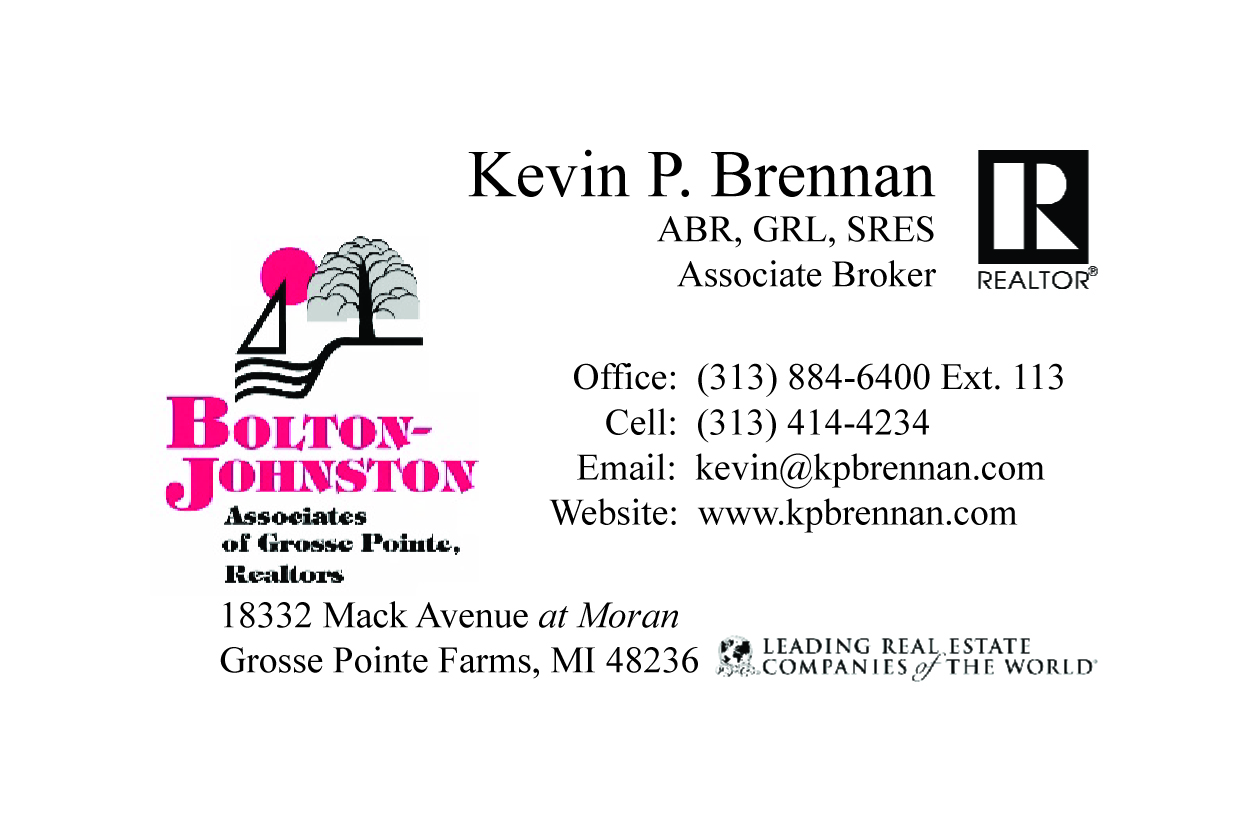 Kevin P. Brennan
ABR, GRL, SRES
Associate Broker
REALTOR®
Office: (313) 884-6400 Ext. 113
Cell: (313) 414-4234
Email: kevin@kpbrennan.com
Website: www.kpbrennan.com
BOLTON-
JOHNSTON
Associates
of Grosse Pointe,
Realtors
18332 Mack Avenue at Moran
Grosse Pointe Farms, MI 48236
LEADING REAL ESTATE
COMPANIES of THE WORLD